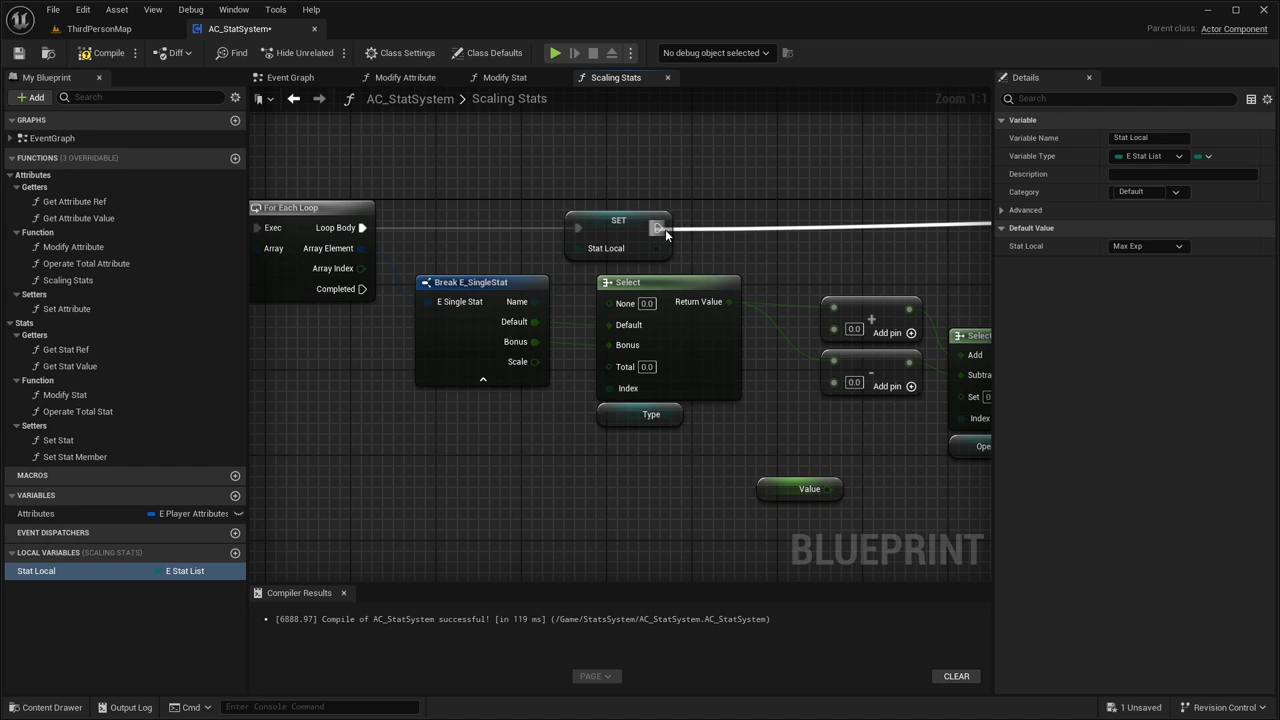 File Edit Asset View Debug Window Tools Help
ThirdPersonMap AC_StatSystem* Parent class: Actor Component
Compile Diff Find Hide Unrelated Class Settings Class Defaults No debug object selected
My Blueprint Event Graph Modify Attribute Modify Stat Scaling Stats Details
Add Search AC_StatSystem Scaling Stats Zoom 1:1 Search
GRAPHS
EventGraph
FUNCTIONS (3 OVERRIDABLE)
Attributes
Getters
Get Attribute Ref
Get Attribute Value
Function
Modify Attribute
Operate Total Attribute
Scaling Stats
Setters
Set Attribute
Stats
Getters
Get Stat Ref
Get Stat Value
Function
Modify Stat
Operate Total Stat
Setters
Set Stat
Set Stat Member
MACROS
VARIABLES
Attributes E Player Attributes
EVENT DISPATCHERS
LOCAL VARIABLES (SCALING STATS)
Stat Local E Stat List
For Each Loop
Exec Loop Body
Array Array Element
Array Index
Completed
SET
Stat Local
Break E_SingleStat
E Single Stat Name
Default
Bonus
Scale
Select
None 0.0 Return Value
Default
Bonus
Total 0.0
Index
Type
+
0.0 Add pin
-
0.0 Add pin
Select
Add
Subtrac
Set 0
Index
Ope
Value
BLUEPRINT
Variable
Variable Name Stat Local
Variable Type E Stat List
Description
Category Default
Advanced
Default Value
Stat Local Max Exp
Compiler Results
[6888.97] Compile of AC_StatSystem successful! [in 119 ms] (/Game/StatsSystem/AC_StatSystem.AC_StatSystem)
PAGE CLEAR
Content Drawer Output Log Cmd Enter Console Command 1 Unsaved Revision Control